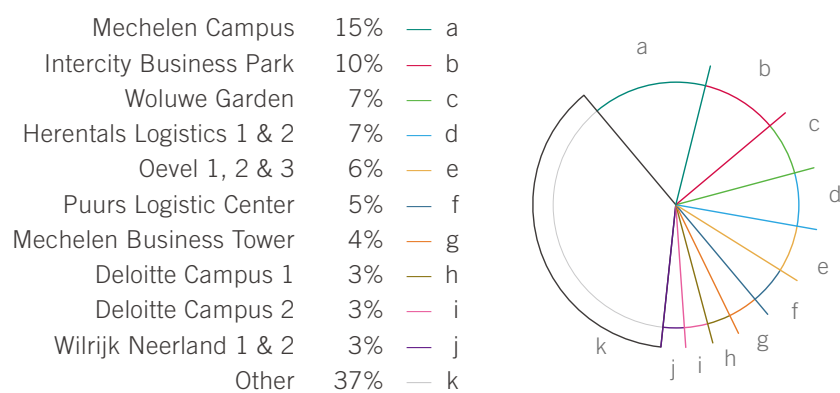 Mechelen Campus 15% — a
Intercity Business Park 10% — b
Woluwe Garden 7% — c
Herentals Logistics 1 & 2 7% — d
Oevel 1, 2 & 3 6% — e
Puurs Logistic Center 5% — f
Mechelen Business Tower 4% — g
Deloitte Campus 1 3% — h
Deloitte Campus 2 3% — i
Wilrijk Neerland 1 & 2 3% — j
Other 37% — k
a
b
c
d
e
f
g
h
i
j
k